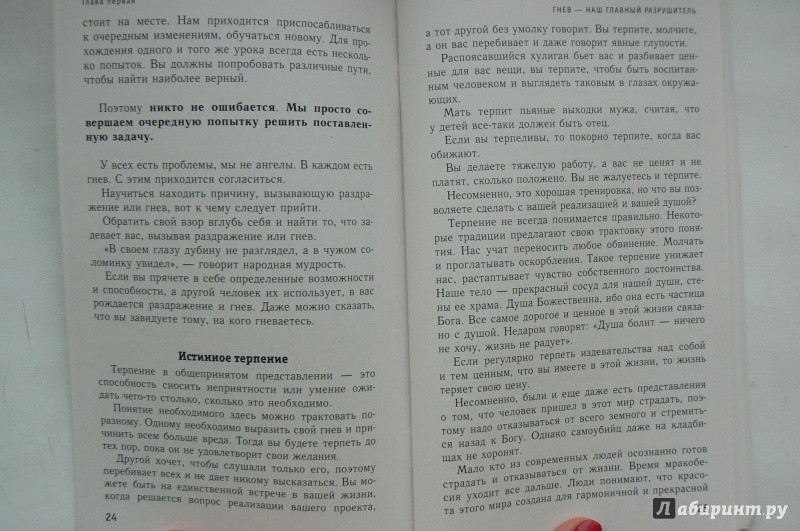 глава первая
стоит на месте. Нам приходится приспосабливаться
к очередным изменениям, обучаться новому. Для про-
хождения одного и того же урока всегда есть несколь-
ко попыток. Вы должны попробовать различные пути,
чтобы найти наиболее верный.
Поэтому никто не ошибается. Мы просто со-
вершаем очередную попытку решить поставлен-
ную задачу.
У всех есть проблемы, мы не ангелы. В каждом есть
гнев. С этим приходится согласиться.
Научиться находить причину, вызывающую раздра-
жение или гнев, вот к чему следует прийти.
Обратить свой взор вглубь себя и найти то, что за-
девает вас, вызывая раздражение или гнев.
«В своем глазу дубину не разглядел, а в чужом со-
ломинку увидел», — говорит народная мудрость.
Если вы прячете в себе определенные возможности
и способности, а другой человек их использует, в вас
рождается раздражение и гнев. Даже можно сказать,
что вы завидуете тому, на кого гневаетесь.
Истинное терпение
Терпение в общепринятом представлении — это
способность сносить неприятности или умение ожи-
дать чего-то столько, сколько это необходимо.
Понятие необходимого здесь можно трактовать по-
разному. Одному необходимо выразить свой гнев и при-
чинить всем больше вреда. Тогда вы будете терпеть до
тех пор, пока он не удовлетворит свои желания.
Другой хочет, чтобы слушали только его, поэтому
перебивает всех и не дает никому высказаться. Вы мо-
жете быть на единственной встрече в вашей жизни,
когда решается вопрос реализации вашего проекта,
24
ГНЕВ — НАШ ГЛАВНЫЙ РАЗРУШИТЕЛЬ
а тот другой без умолку говорит. Вы терпите, молчите,
а он вас перебивает и даже говорит явные глупости.
Распоясавшийся хулиган бьет вас и разбивает цен-
ные для вас вещи, вы терпите, чтобы быть воспитан-
ным человеком и выглядеть таковым в глазах окружа-
ющих.
Мать терпит пьяные выходки мужа, считая, что
у детей все-таки должен быть отец.
Если вы терпеливы, то покорно терпите, когда вас
обижают.
Вы делаете тяжелую работу, а вас не ценят и не
платят, сколько положено. Вы не жалуетесь и терпите.
Несомненно, это хорошая тренировка, но что вы поз-
воляете сделать с вашей реализацией и вашей душой?
Терпение не всегда понимается правильно. Некото-
рые традиции предлагают свою трактовку этого поня-
тия. Нас учат переносить любое обвинение. Молчать
и проглатывать оскорбления. Такое терпение унижает
нас, растаптывает чувство собственного достоинства.
Наше тело — прекрасный сосуд для нашей души, сте-
ны ее храма. Душа Божественна, ибо она есть частица
Бога. Все самое дорогое и ценное в этой жизни связа-
но с душой. Недаром говорят: «Душа болит — ничего
не хочу, жизнь не радует».
Если регулярно терпеть издевательства над собой
и тем ценным, что вы имеете в этой жизни, то жизнь
теряет свою цену.
Несомненно, были и еще даже есть представления
о том, что человек пришел в этот мир страдать, поэ-
тому надо отказываться от всего земного и стремить-
ся назад к Богу. Однако самоубийц даже на кладби-
щах не хоронят.
Мало кто из современных людей осознанно готов
страдать и отказываться от жизни. Время мракобе-
сия уходит все дальше. Люди понимают, что красо-
та этого мира создана для гармоничной и прекрасной
Лабиринт.ру